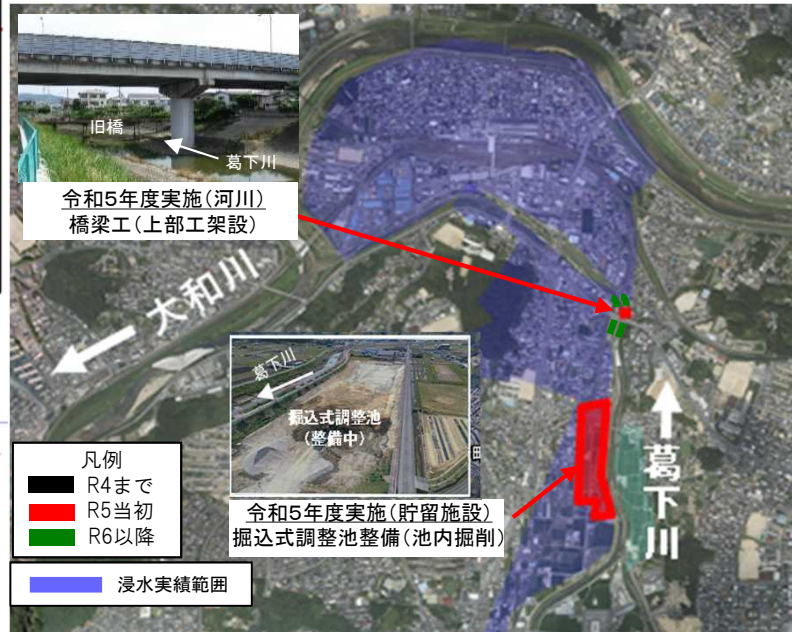 旧橋
葛下川
令和5年度実施(河川)
橋梁工(上部工架設)
大和川
葛下川
掘込式調整池
(整備中)
田
令和5年度実施(貯留施設)
掘込式調整池整備(池内掘削)
葛下川
凡例
R4まで
R5当初
R6以降
浸水実績範囲